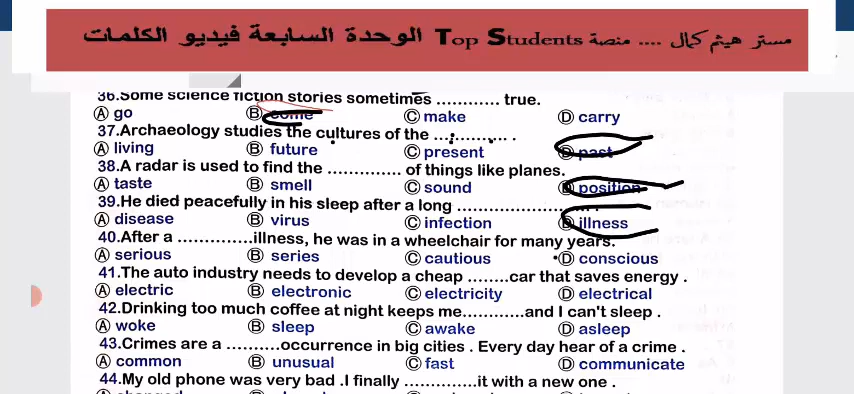 مستر هيثم كمال .... منصة Top Students الوحدة السابعة فيديو الكلمات
36.Some science fiction stories sometimes ............ true.
Ⓐ go Ⓑ come Ⓒ make Ⓓ carry
37.Archaeology studies the cultures of the .............. .
Ⓐ living Ⓑ future Ⓒ present Ⓓ past
38.A radar is used to find the .............. of things like planes.
Ⓐ taste Ⓑ smell Ⓒ sound Ⓓ position
39.He died peacefully in his sleep after a long ......................... .
Ⓐ disease Ⓑ virus Ⓒ infection Ⓓ illness
40.After a ..............illness, he was in a wheelchair for many years.
Ⓐ serious Ⓑ series Ⓒ cautious Ⓓ conscious
41.The auto industry needs to develop a cheap ........car that saves energy .
Ⓐ electric Ⓑ electronic Ⓒ electricity Ⓓ electrical
42.Drinking too much coffee at night keeps me............and I can't sleep .
Ⓐ woke Ⓑ sleep Ⓒ awake Ⓓ asleep
43.Crimes are a ..........occurrence in big cities . Every day hear of a crime .
Ⓐ common Ⓑ unusual Ⓒ fast Ⓓ communicate
44.My old phone was very bad .I finally ..............it with a new one .